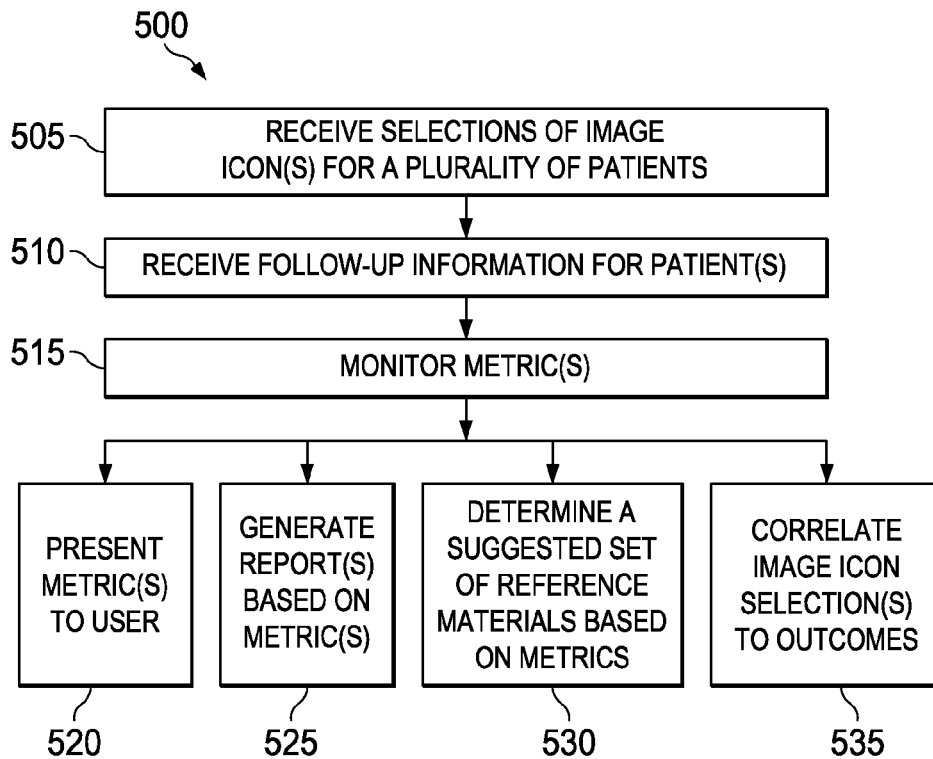 500
505
RECEIVE SELECTIONS OF IMAGE
ICON(S) FOR A PLURALITY OF PATIENTS
510
RECEIVE FOLLOW-UP INFORMATION FOR PATIENT(S)
515
MONITOR METRIC(S)
PRESENT
METRIC(S)
TO USER
GENERATE
REPORT(S)
BASED ON
METRIC(S)
DETERMINE A
SUGGESTED SET
OF REFERENCE
MATERIALS BASED
ON METRICS
CORRELATE
IMAGE ICON
SELECTION(S)
TO OUTCOMES
520
525
530
535